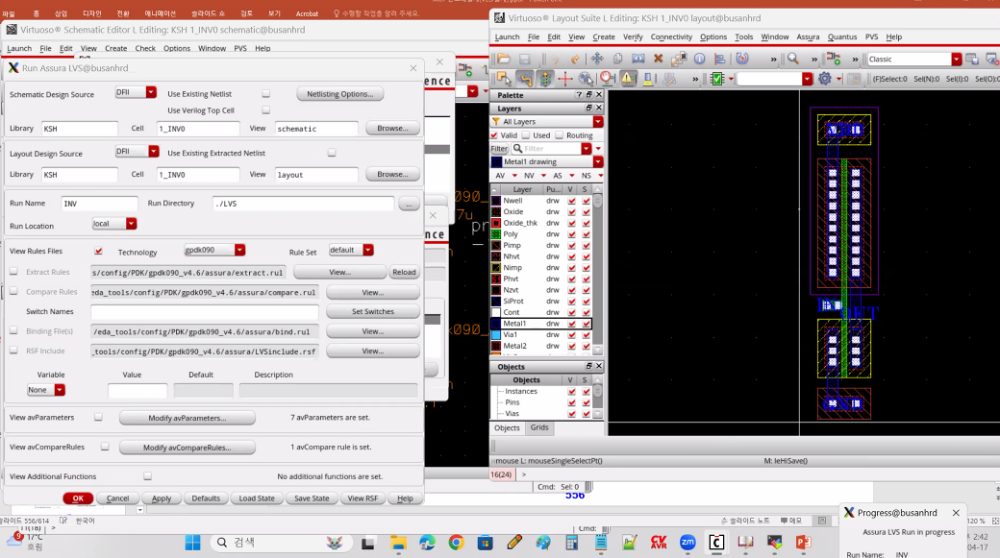 파일 홈 삽입 디자인 전환 애니메이션 슬라이드 쇼 검토 보기 Acrobat 수행할 작업을 알려 주세요.
Virtuoso® Schematic Editor L Editing: KSH 1_INV0 schematic@busanhrd
Launch File Edit View Create Check Options Window PVS Help
Run Assura LVS@busanhrd
Schematic Design Source DFII Use Existing Netlist Netlisting Options...
Use Verilog Top Cell
Library KSH Cell 1_INV0 View schematic Browse...
Layout Design Source DFII Use Existing Extracted Netlist
Library KSH Cell 1_INV0 View layout Browse...
Run Name INV Run Directory ./LVS ...
Run Location local
View Rules Files Technology gpdk090 Rule Set default
Extract Rules s/config/PDK/gpdk090_v4.6/assura/extract.rul View... Reload
Compare Rules eda_tools/config/PDK/gpdk090_v4.6/assura/compare.rul View...
Switch Names Set Switches
Binding File(s) /eda_tools/config/PDK/gpdk090_v4.6/assura/bind.rul View...
RSF Include _tools/config/PDK/gpdk090_v4.6/assura/LVSinclude.rsf View...
Variable Value Default Description
None
View avParameters Modify avParameters... 7 avParameters are set.
View avCompareRules Modify avCompareRules... 1 avCompare rule is set.
View Additional Functions No additional functions are set.
OK Cancel Apply Defaults Load State Save State View RSF Help
Virtuoso® Layout Suite L Editing: KSH 1_INV0 layout@busanhrd
Launch File Edit View Create Verify Connectivity Options Tools Window Assura Quantus PVS Help
Classic
(F)Select:0 Sel(N):0 Sel(I):0 Sel(O):0
Palette
Layers
All Layers
Valid Used Routing
Filter Filter
Metal1 drawing
AV NV AS NS
Layer Pu... V S
Nwell drw
Oxide drw
Oxide_thk drw
Poly drw
Pimp drw
Nhvt drw
Nimp drw
Phvt drw
Nzvt drw
SiProt drw
Cont drw
Metal1 drw
Via1 drw
Metal2 drw
Objects
Objects V S
Instances
Pins
Vias
Objects Grids
mouse L: mouseSingleSelectPt() M: leHiSave()
16(24) >
Cmd: Sel: 0
556
Progress@busanhrd
Assura LVS Run in progress
Run Name: INV
슬라이드 556/614 한국어
슬라이드 노트 메모 120 %
17°C
흐림
검색
2:42
04-17